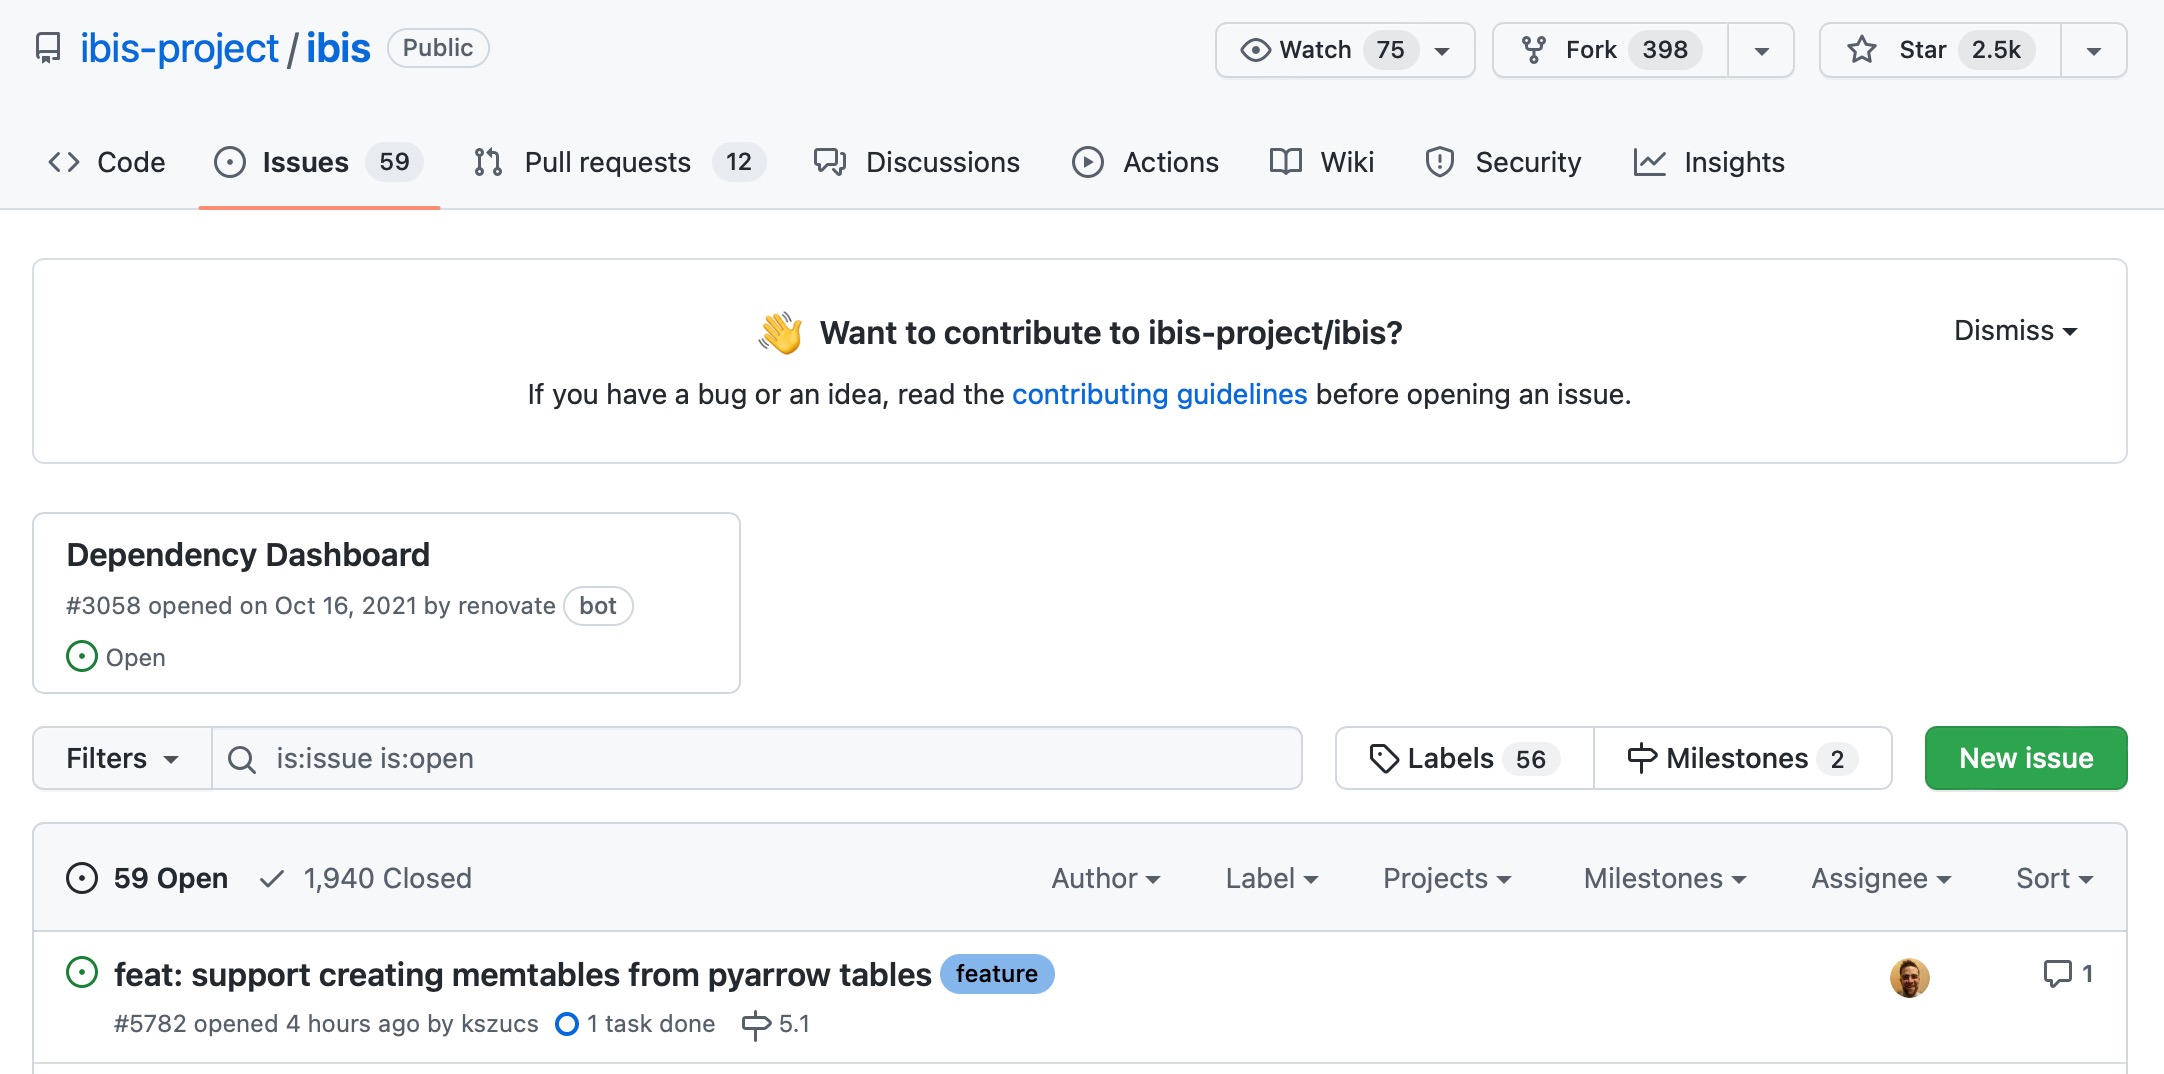 ibis-project / ibis Public Watch 75 Fork 398 Star 2.5k
Code Issues 59 Pull requests 12 Discussions Actions Wiki Security Insights
👋 Want to contribute to ibis-project/ibis? Dismiss
If you have a bug or an idea, read the contributing guidelines before opening an issue.
Dependency Dashboard
#3058 opened on Oct 16, 2021 by renovate bot
Open
Filters is:issue is:open Labels 56 Milestones 2 New issue
59 Open 1,940 Closed Author Label Projects Milestones Assignee Sort
feat: support creating memtables from pyarrow tables feature 1
#5782 opened 4 hours ago by kszucs 1 task done 5.1